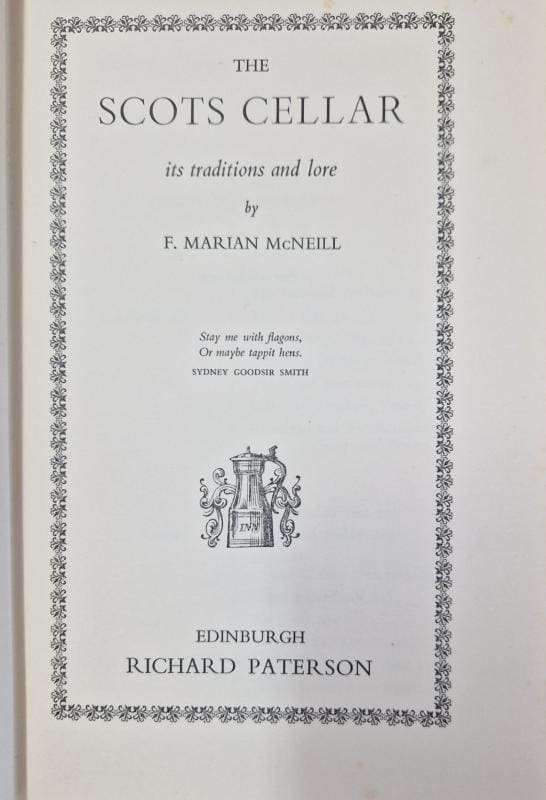 THE
SCOTS CELLAR
its traditions and lore
by
F. MARIAN McNEILL
Stay me with flagons,
Or maybe tappit hens.
SYDNEY GOODSIR SMITH
INN
EDINBURGH
RICHARD PATERSON